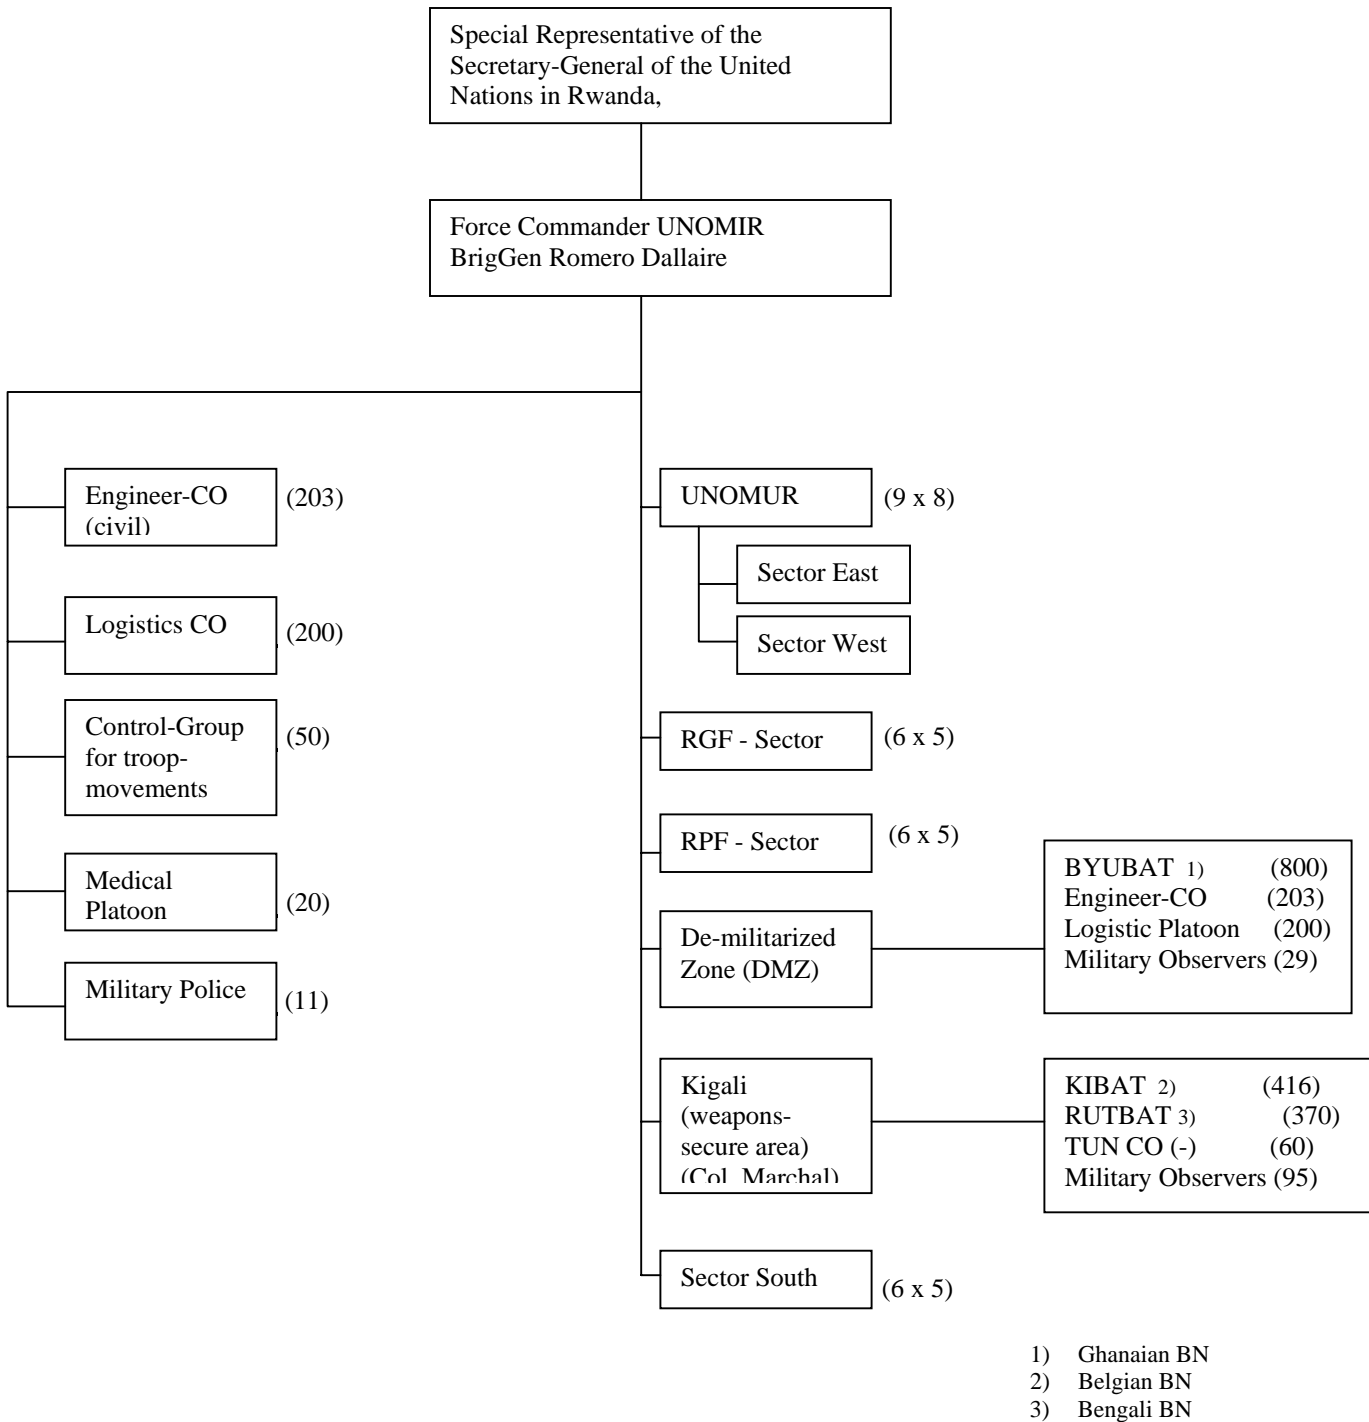 Special Representative of the
Secretary-General of the United
Nations in Rwanda,
Force Commander UNOMIR
BrigGen Romero Dallaire
Engineer-CO
(civil)
(203)
Logistics CO
(200)
Control-Group
for troop-
movements
(50)
Medical
Platoon
(20)
Military Police
(11)
UNOMUR
(9 x 8)
Sector East
Sector West
RGF - Sector
(6 x 5)
RPF - Sector
(6 x 5)
De-militarized
Zone (DMZ)
BYUBAT 1) (800)
Engineer-CO (203)
Logistic Platoon (200)
Military Observers (29)
Kigali
(weapons-
secure area)
(Col. Marchal)
KIBAT 2) (416)
RUTBAT 3) (370)
TUN CO (-) (60)
Military Observers (95)
Sector South
(6 x 5)
1) Ghanaian BN
2) Belgian BN
3) Bengali BN